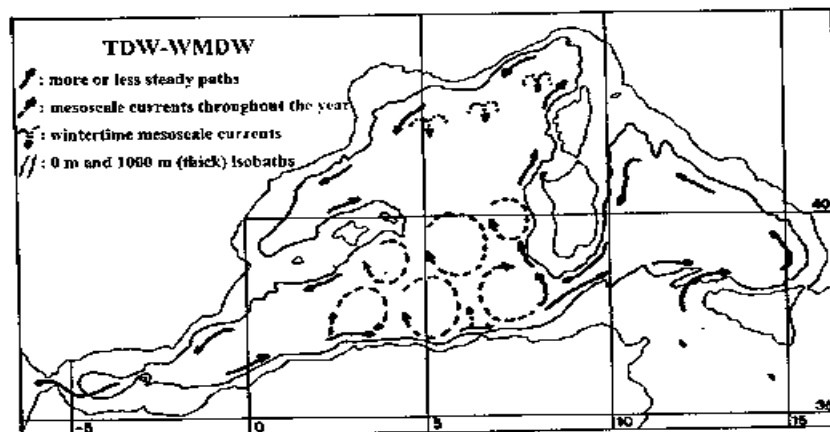 TDW-WMDW
: more or less steady paths
: mesoscale currents throughout the year
: wintertime mesoscale currents
: 0 m and 1000 m (thick) isobaths
40
-5
0
5
10
15